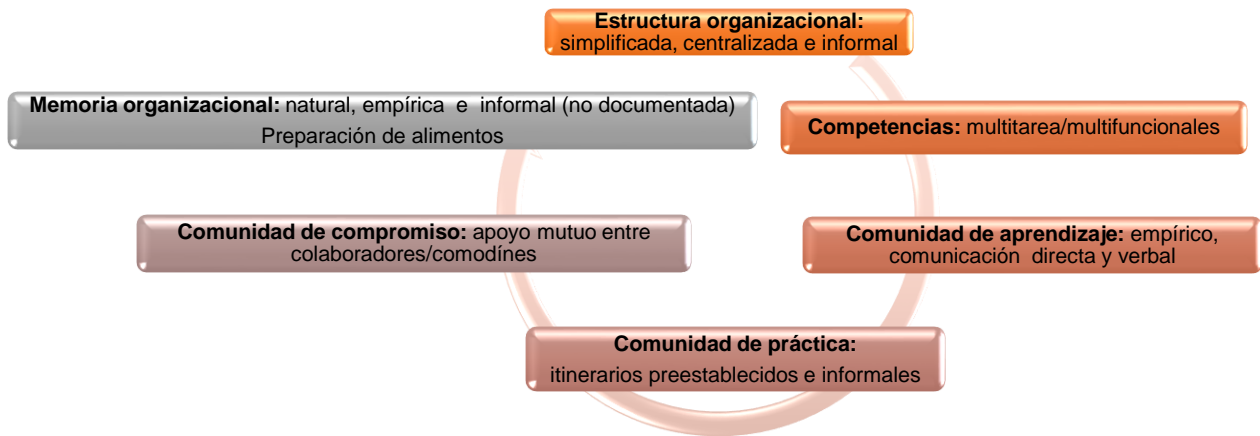 Estructura organizacional:
simplificada, centralizada e informal
Memoria organizacional: natural, empírica e informal (no documentada)
Preparación de alimentos
Competencias: multitarea/multifuncionales
Comunidad de compromiso: apoyo mutuo entre
colaboradores/comodínes
Comunidad de aprendizaje: empírico,
comunicación directa y verbal
Comunidad de práctica:
itinerarios preestablecidos e informales